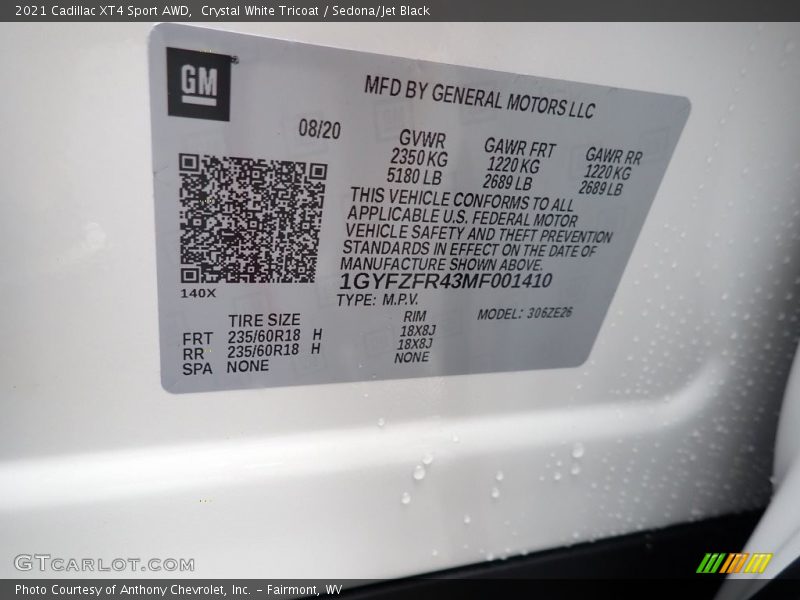 2021 Cadillac XT4 Sport AWD,  Crystal White Tricoat / Sedona/Jet Black
GM
MFD BY GENERAL MOTORS LLC
08/20
GVWR GAWR FRT GAWR RR
2350 KG 1220 KG 1220 KG
5180 LB 2689 LB 2689 LB
THIS VEHICLE CONFORMS TO ALL
APPLICABLE U.S. FEDERAL MOTOR
VEHICLE SAFETY AND THEFT PREVENTION
STANDARDS IN EFFECT ON THE DATE OF
MANUFACTURE SHOWN ABOVE.
140X
1GYFZFR43MF001410
TYPE: M.P.V.
MODEL: 306ZE26
TIRE SIZE RIM
FRT 235/60R18 H 18X8J
RR 235/60R18 H 18X8J
SPA NONE NONE
GTCARLOT.COM
Photo Courtesy of Anthony Chevrolet, Inc. – Fairmont, WV